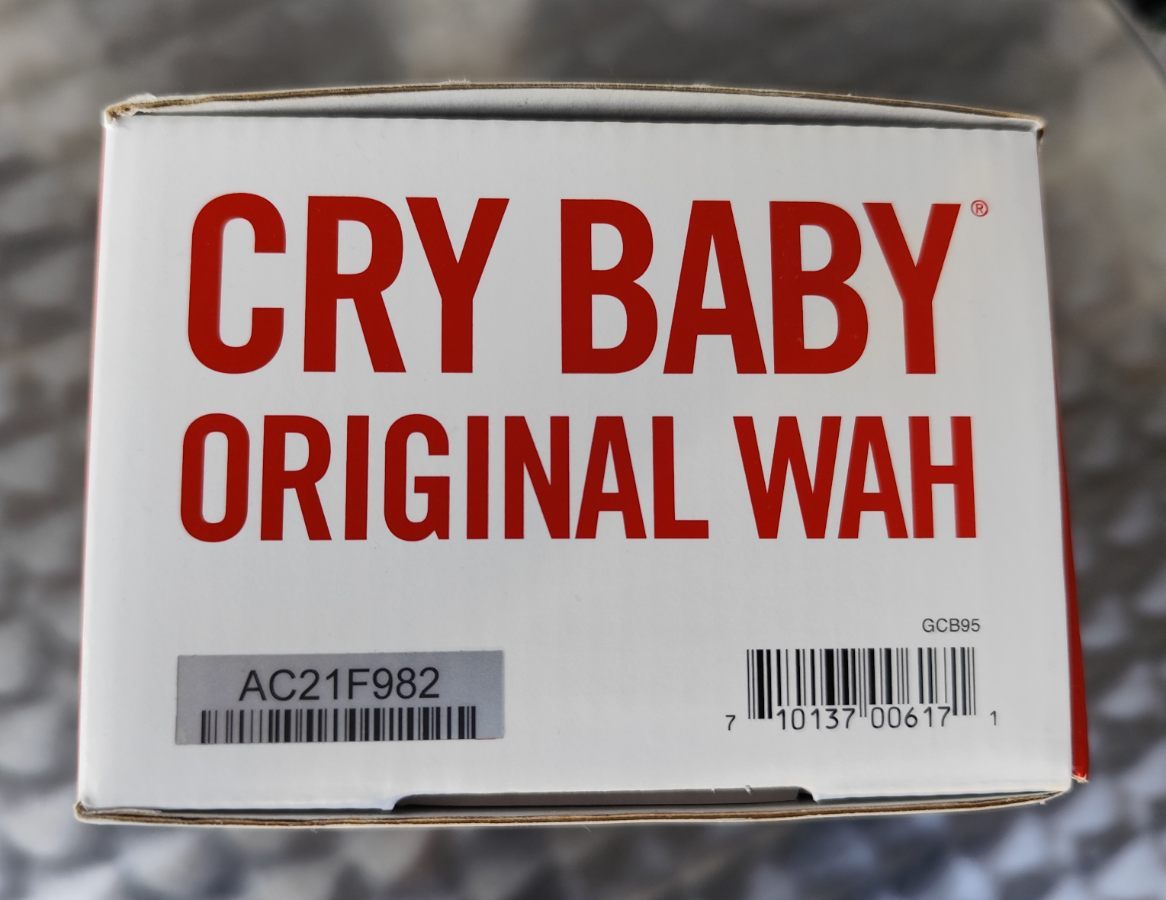 CRY BABY®
ORIGINAL WAH
GCB95
AC21F982
7 10137 00617 1